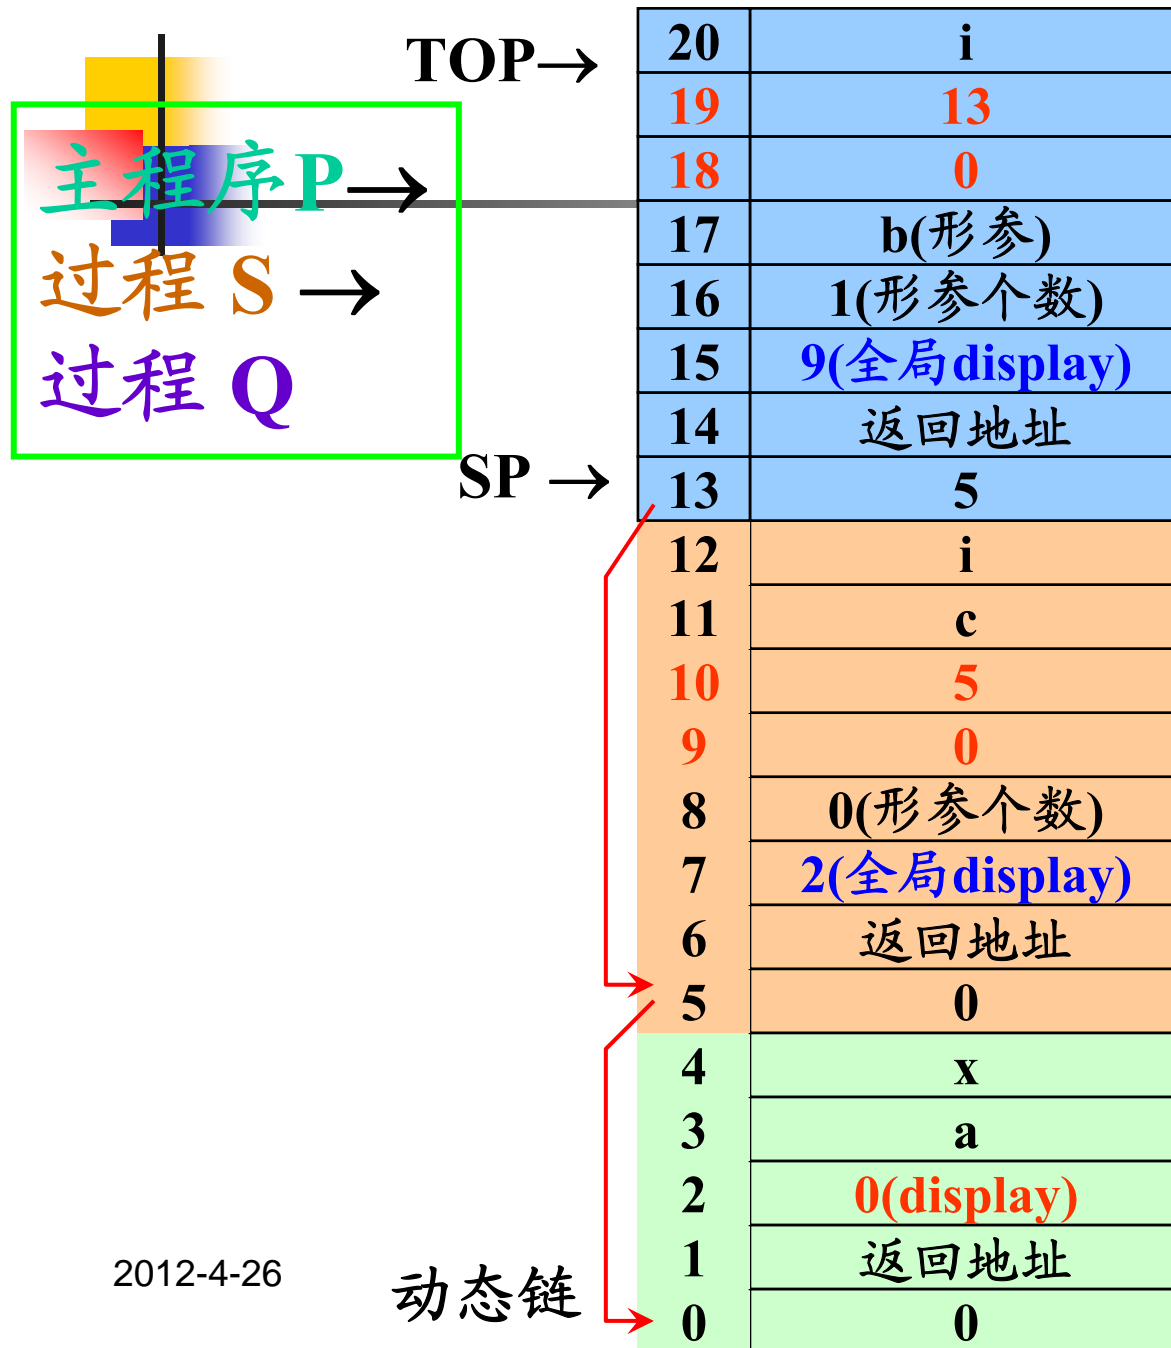 TOP→
主程序P→
过程 S →
过程 Q
SP →
20 i
19 13
18 0
17 b(形参)
16 1(形参个数)
15 9(全局display)
14 返回地址
13 5
12 i
11 c
10 5
9 0
8 0(形参个数)
7 2(全局display)
6 返回地址
5 0
4 x
3 a
2 0(display)
1 返回地址
0 0
2012-4-26
动态链